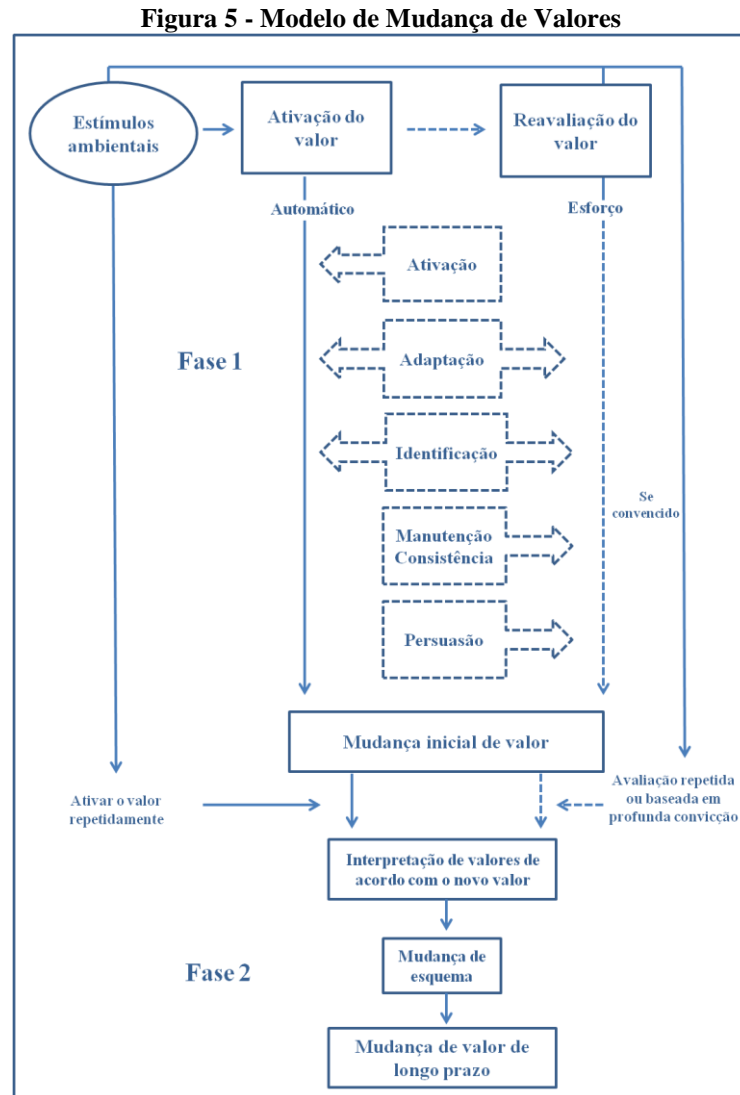 Figura 5 - Modelo de Mudança de Valores
Estímulos
ambientais
Ativação do
valor
Reavaliação do
valor
Automático
Esforço
Ativação
Fase 1
Adaptação
Identificação
Se
convencido
Manutenção
Consistência
Persuasão
Mudança inicial de valor
Ativar o valor
repetidamente
Avaliação repetida
ou baseada em
profunda convicção
Interpretação de valores de
acordo com o novo valor
Fase 2
Mudança de
esquema
Mudança de valor de
longo prazo